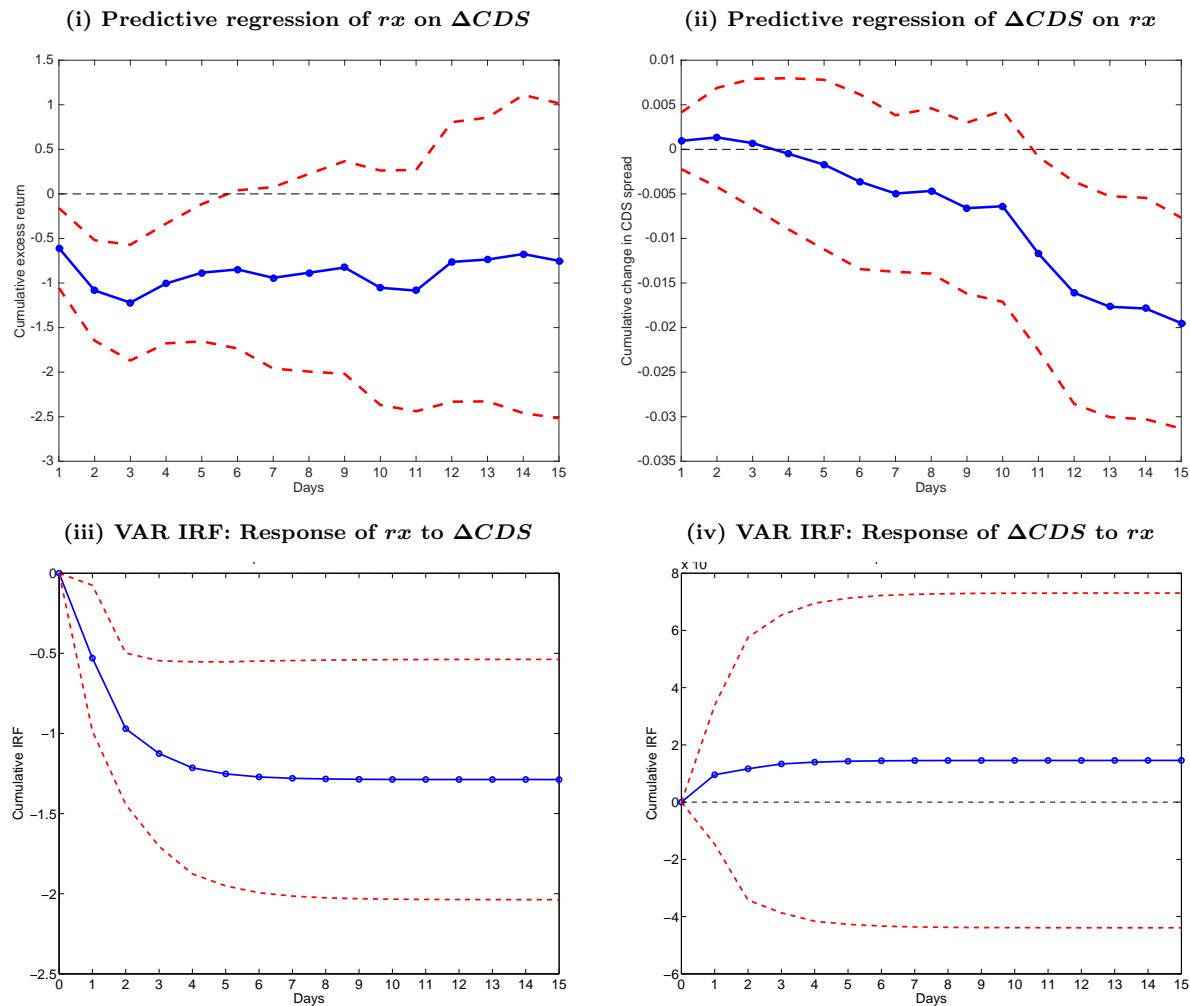 (i) Predictive regression of rx on ΔCDS
(ii) Predictive regression of ΔCDS on rx
Cumulative excess return
1.5
1
0.5
0
-0.5
-1
-1.5
-2
-2.5
-3
1 2 3 4 5 6 7 8 9 10 11 12 13 14 15
Days
Cumulative change in CDS spread
0.01
0.005
0
-0.005
-0.01
-0.015
-0.02
-0.025
-0.03
-0.035
1 2 3 4 5 6 7 8 9 10 11 12 13 14 15
Days
(iii) VAR IRF: Response of rx to ΔCDS
(iv) VAR IRF: Response of ΔCDS to rx
Cumulative IRF
0
−0.5
−1
−1.5
−2
−2.5
0 1 2 3 4 5 6 7 8 9 10 11 12 13 14 15
Days
x 10
Cumulative IRF
8
6
4
2
0
−2
−4
−6
0 1 2 3 4 5 6 7 8 9 10 11 12 13 14 15
Days